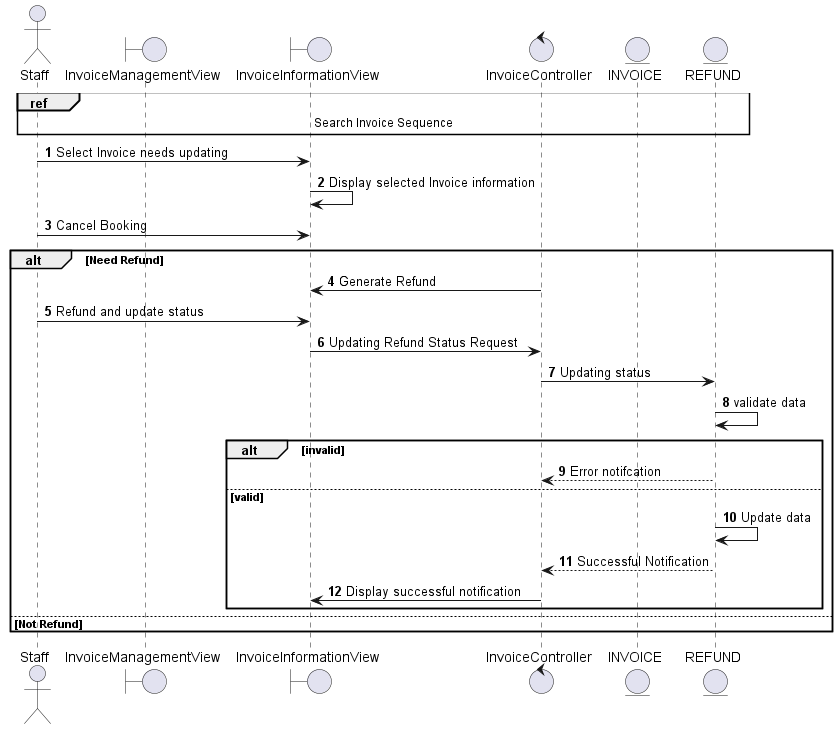 Staff InvoiceManagementView InvoiceInformationView InvoiceController INVOICE REFUND
ref
Search Invoice Sequence
1 Select Invoice needs updating
2 Display selected Invoice information
3 Cancel Booking
alt [Need Refund]
4 Generate Refund
5 Refund and update status
6 Updating Refund Status Request
7 Updating status
8 validate data
alt [invalid]
9 Error notifcation
[valid]
10 Update data
11 Successful Notification
12 Display successful notification
[Not Refund]
Staff InvoiceManagementView InvoiceInformationView InvoiceController INVOICE REFUND